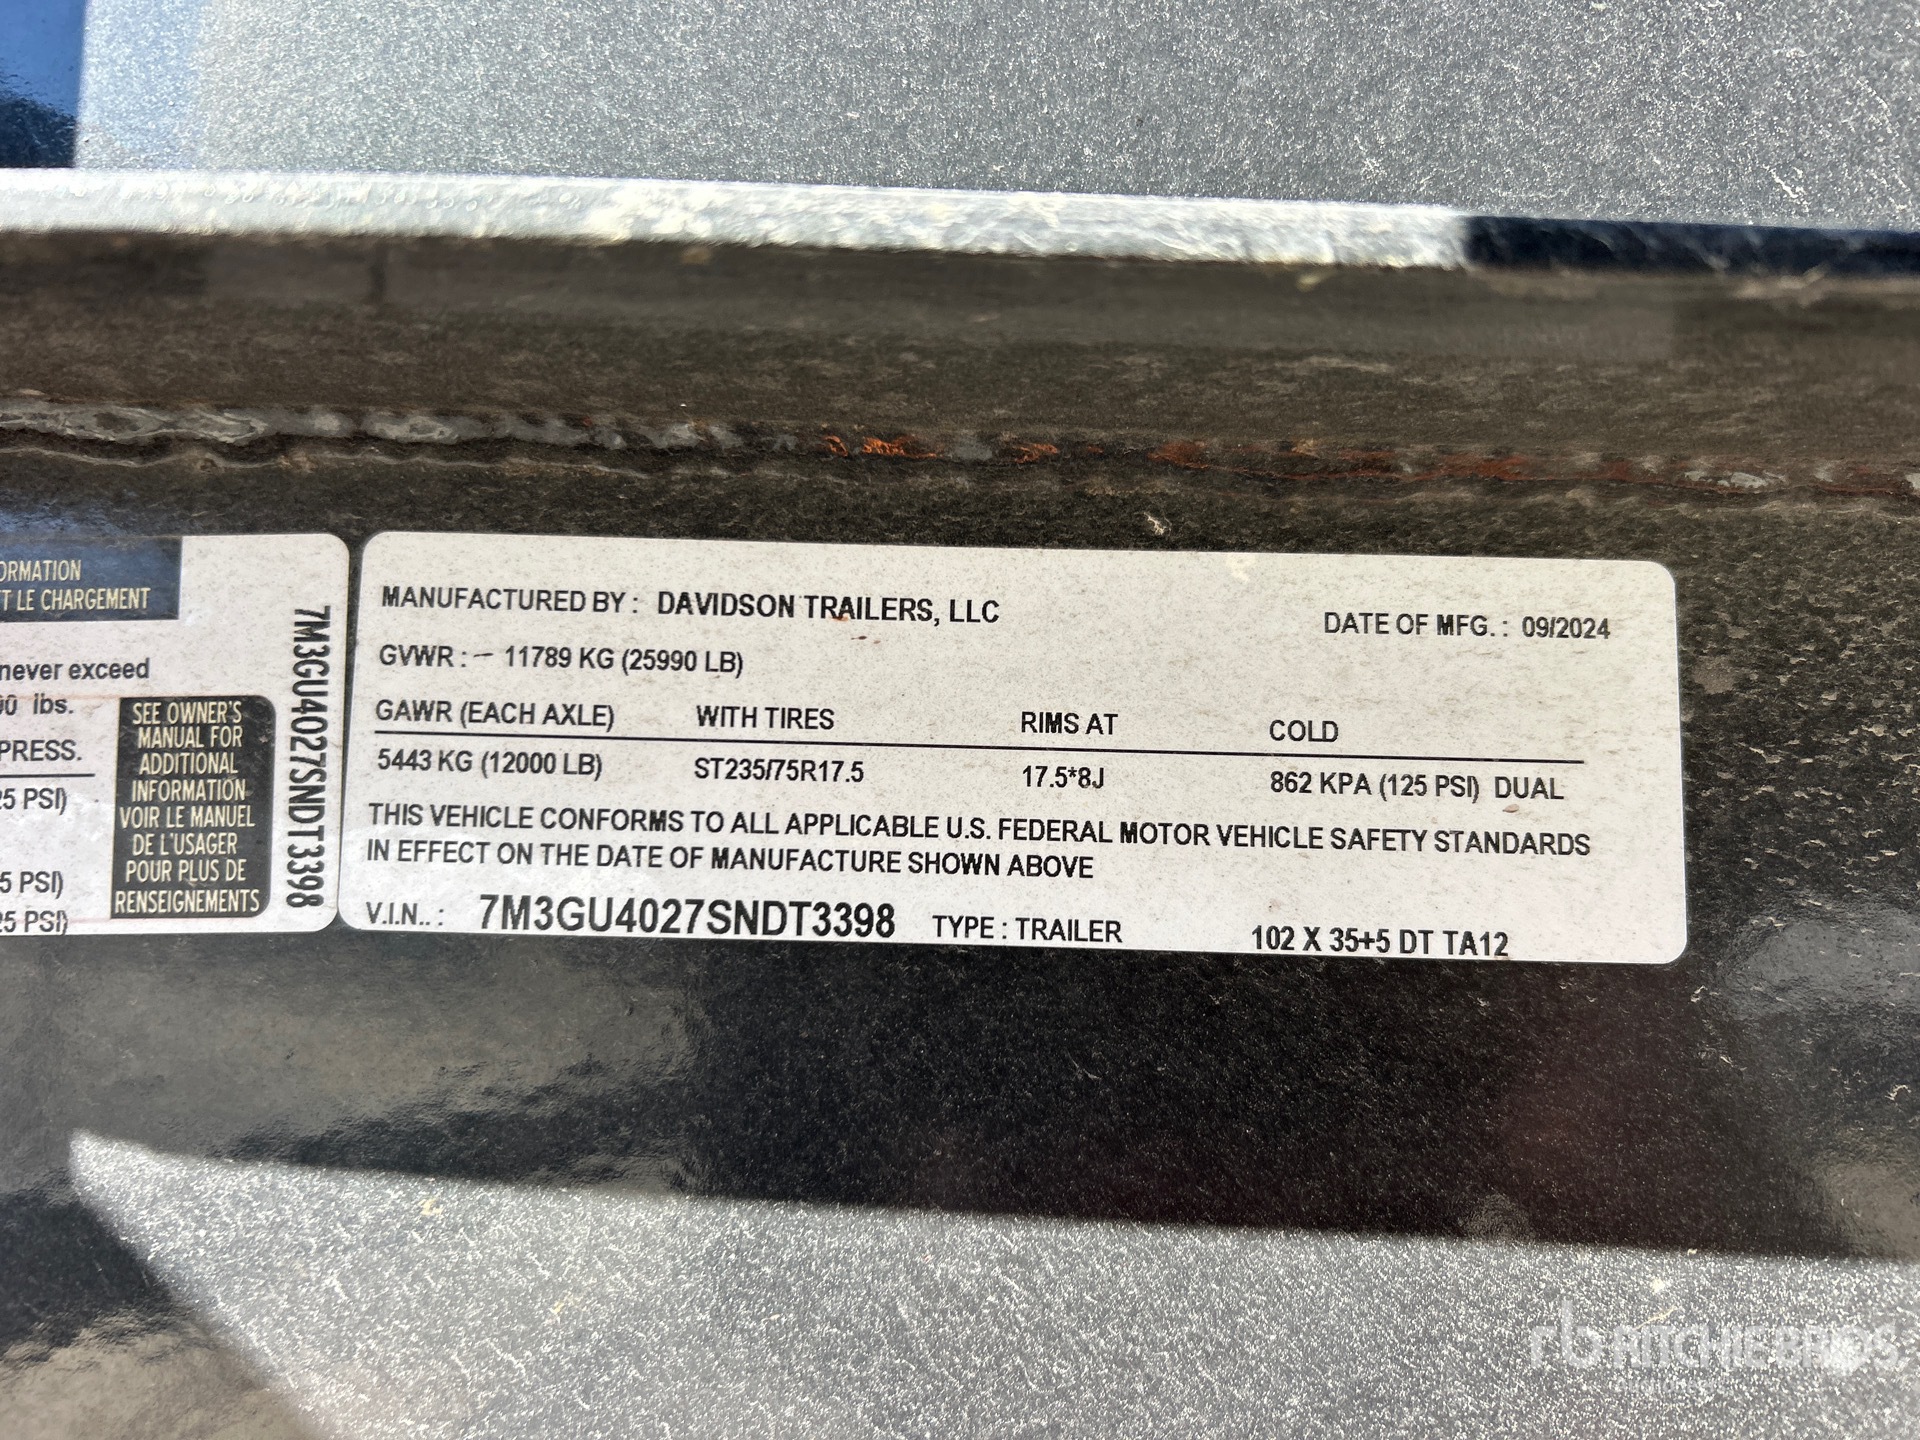 ORMATION
T LE CHARGEMENT
never exceed
lbs.
PRESS.
5 PSI)
5 PSI)
5 PSI)
SEE OWNER'S
MANUAL FOR
ADDITIONAL
INFORMATION
VOIR LE MANUEL
DE L'USAGER
POUR PLUS DE
RENSEIGNEMENTS
7M3GU4027SNDT3398
MANUFACTURED BY : DAVIDSON TRAILERS, LLC
DATE OF MFG. : 09/2024
GVWR : - 11789 KG (25990 LB)
GAWR (EACH AXLE) WITH TIRES RIMS AT COLD
5443 KG (12000 LB) ST235/75R17.5 17.5*8J 862 KPA (125 PSI) DUAL
THIS VEHICLE CONFORMS TO ALL APPLICABLE U.S. FEDERAL MOTOR VEHICLE SAFETY STANDARDS
IN EFFECT ON THE DATE OF MANUFACTURE SHOWN ABOVE
V.I.N.. : 7M3GU4027SNDT3398 TYPE : TRAILER 102 X 35+5 DT TA12
rb RITCHIE BROS.